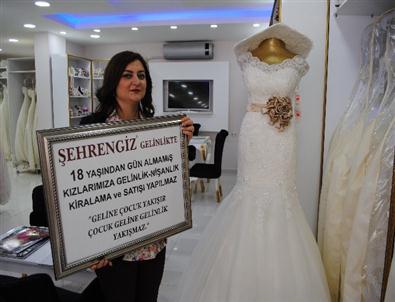 ŞEHRENGİZ GELİNLİKTE
18 YAŞINDAN GÜN ALMAMIŞ
KIZLARIMIZA GELİNLİK-NİŞANLIK
KİRALAMA ve SATIŞI YAPILMAZ
"GELİNE ÇOCUK YAKIŞIR
ÇOCUK GELİNE GELİNLİK
YAKIŞMAZ."